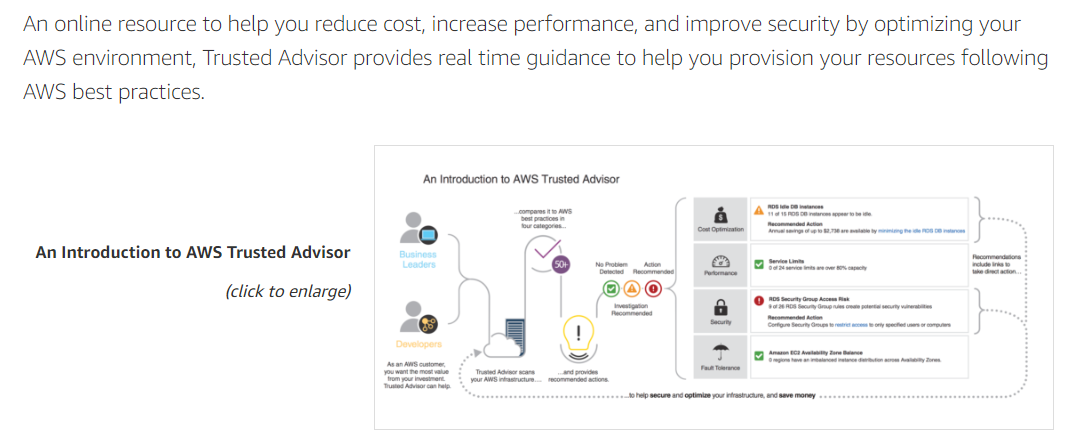 An online resource to help you reduce cost, increase performance, and improve security by optimizing your
AWS environment, Trusted Advisor provides real time guidance to help you provision your resources following
AWS best practices.
An Introduction to AWS Trusted Advisor
(click to enlarge)
An Introduction to AWS Trusted Advisor
Business
Leaders
Developers
As an AWS customer,
you want the most value
from your investment.
Trusted Advisor can help.
Trusted Advisor scans
your AWS infrastructure....
...compares it to AWS
best practices in
four categories...
50+
!
...and provides
recommended actions.
No Problem
Detected
Action
Recommended
Investigation
Recommended
Cost Optimization
RDS Idle DB Instances
11 of 15 RDS DB instances appear to be idle.
Recommended Action
Annual savings of up to $2,738 are available by minimizing the idle RDS DB Instances
Performance
Service Limits
0 of 24 service limits are over 80% capacity
Security
RDS Security Group Access Risk
8 of 26 RDS Security Group rules create potential security vulnerabilities
Recommended Action
Configure Security Groups to restrict access to only specified users or computers
Fault Tolerance
Amazon EC2 Availability Zone Balance
0 regions have an imbalanced instance distribution across Availability Zones.
Recommendations
include links to
take direct action...
...to help secure and optimize your infrastructure, and save money